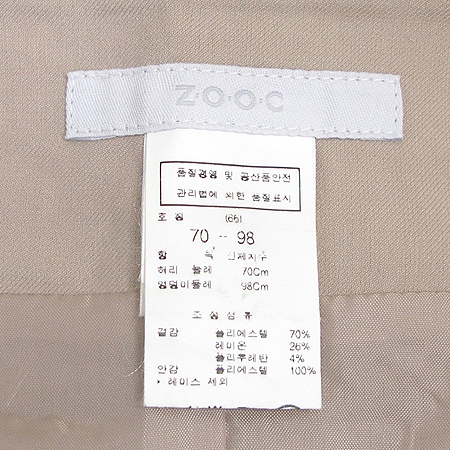 Z·O·O·C
품질경영 및 공산품안전
관리법에 의한 품질표시
호 칭 (66)
70 - 98
항 목 신체치수
허리 둘레 70Cm
엉덩이둘레 98Cm
조 성 섬 유
겉감 폴리에스텔 70%
레이온 26%
폴리우레탄 4%
안감 폴리에스텔 100%
* 레이스 제외